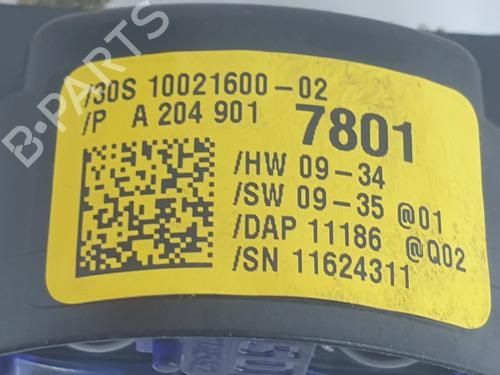 B-PARTS
/30S 10021600-02
/P A 204 901 7801
/HW 09-34
/SW 09-35 @01
/DAP 11186 @Q02
/SN 11624311